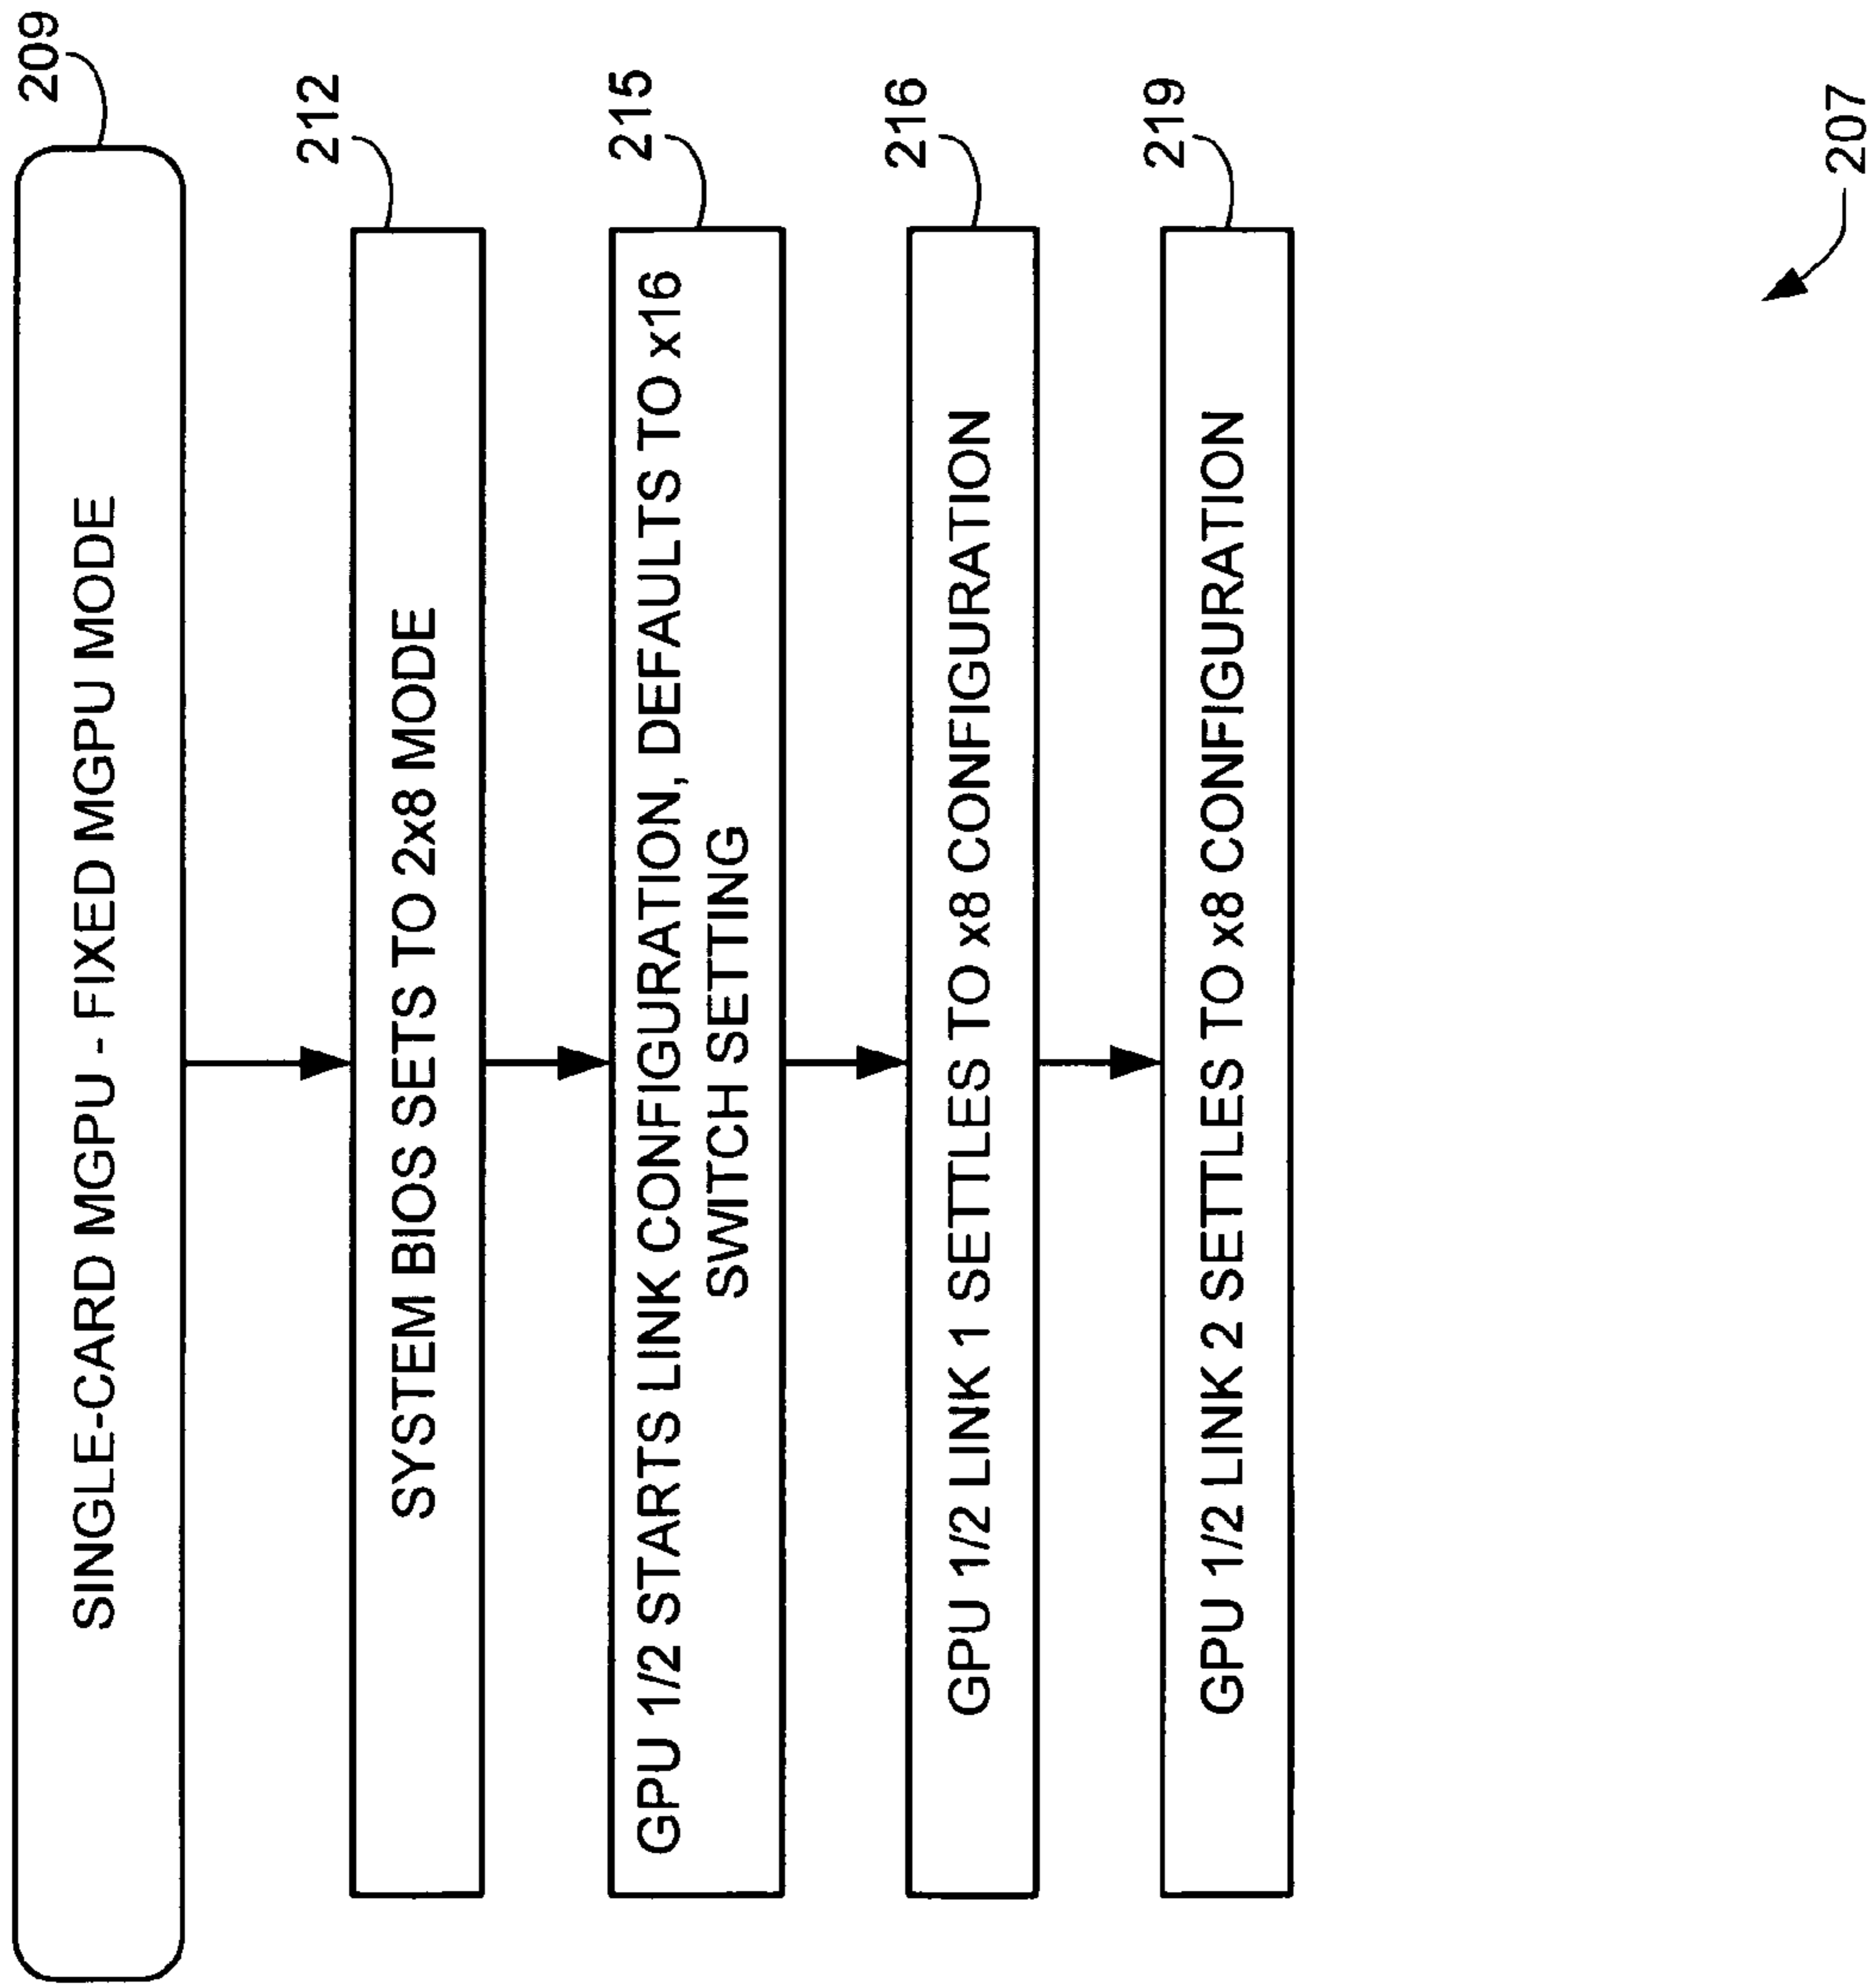 SINGLE-CARD MGPU - FIXED MGPU MODE
209
SYSTEM BIOS SETS TO 2x8 MODE
212
GPU 1/2 STARTS LINK CONFIGURATION, DEFAULTS TO x16
SWITCH SETTING
215
GPU 1/2 LINK 1 SETTLES TO x8 CONFIGURATION
216
GPU 1/2 LINK 2 SETTLES TO x8 CONFIGURATION
219
207